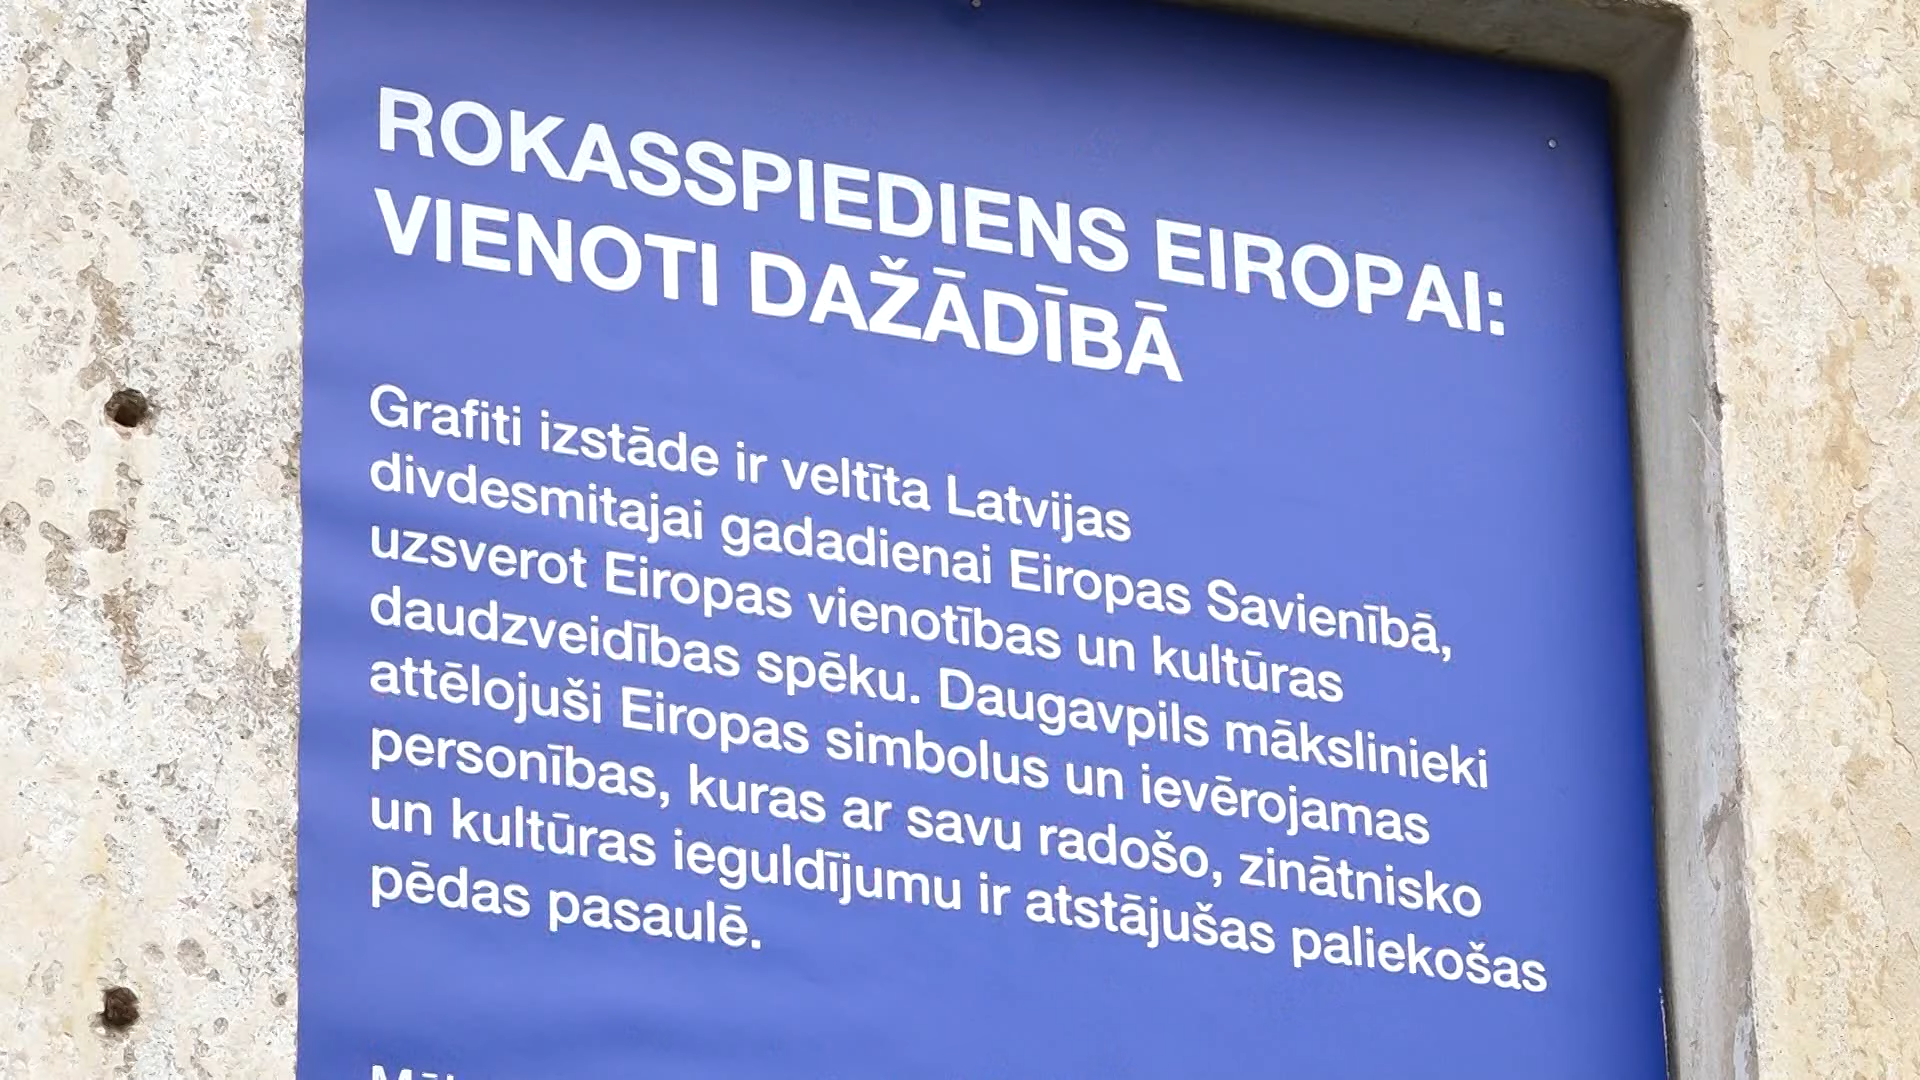 ROKASSPIEDIENS EIROPAI:
VIENOTI DAŽĀDĪBĀ
Grafiti izstāde ir veltīta Latvijas
divdesmitajai gadadienai Eiropas Savienībā,
uzsverot Eiropas vienotības un kultūras
daudzveidības spēku. Daugavpils mākslinieki
attēlojuši Eiropas simbolus un ievērojamas
personības, kuras ar savu radošo, zinātnisko
un kultūras ieguldījumu ir atstājušas paliekošas
pēdas pasaulē.